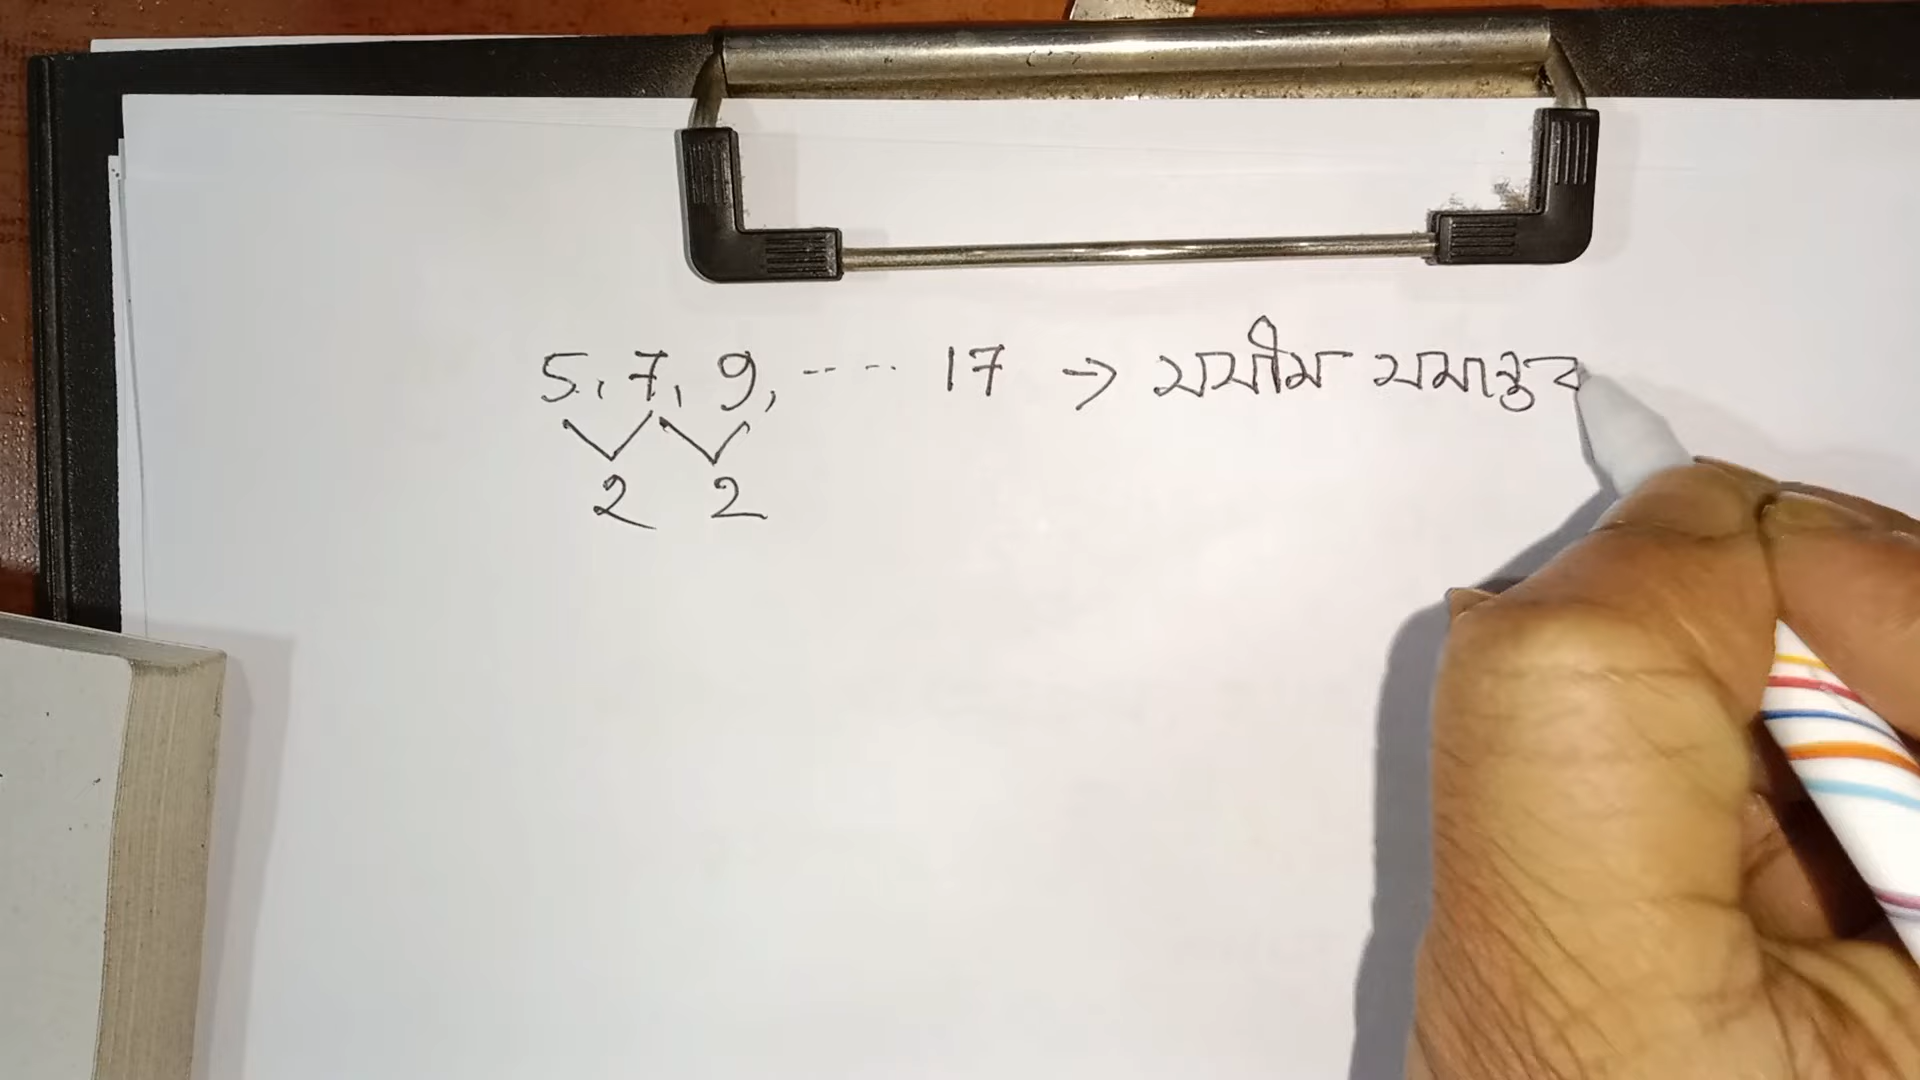 5, 7, 9, ---- 17 → সসীম সমান্তর
2 2